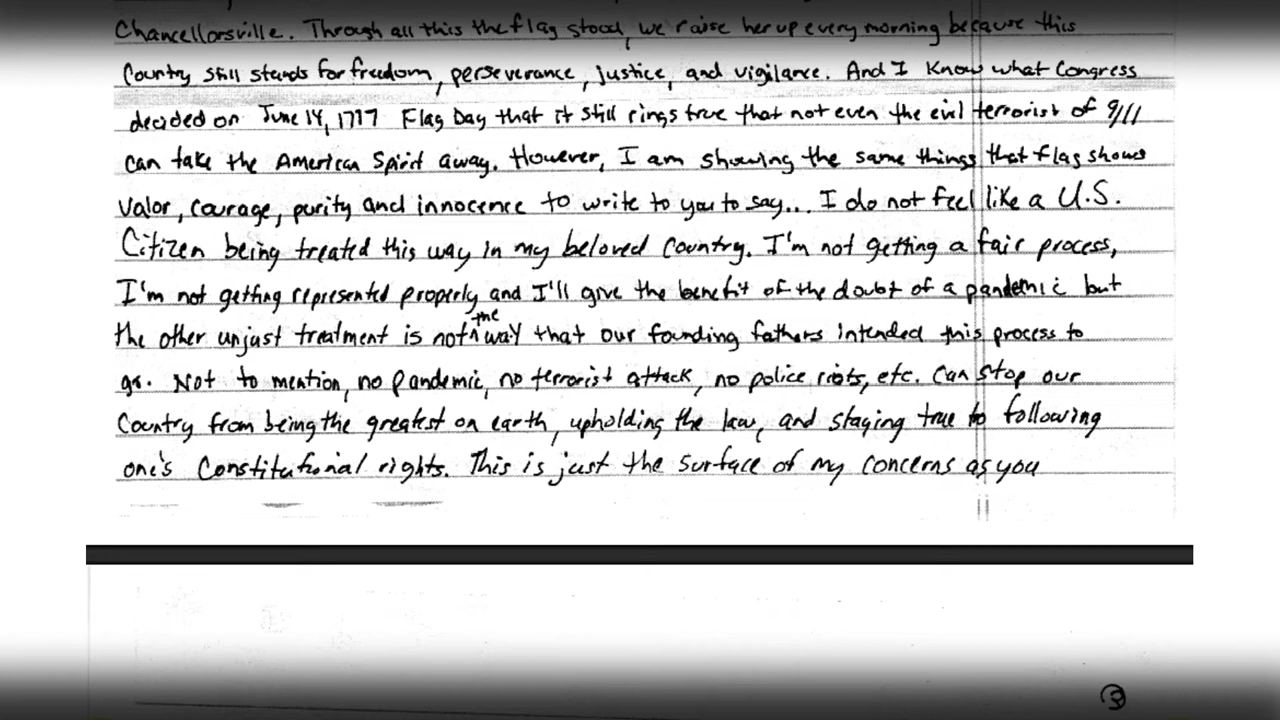 Chancellorsville. Through all this the flag stood, we raise her up every morning because this
Country still stands for freedom, perseverance, justice, and vigilance. And I know what Congress
decided on June 14, 1777 Flag Day that it still rings true that not even the evil terrorist of 9/11
can take the American Spirit away. However, I am showing the same things that flag shows
valor, courage, purity and innocence to write to you to say... I do not feel like a U.S.
Citizen being treated this way in my beloved Country. I'm not getting a fair process,
I'm not getting represented properly and I'll give the benefit of the doubt of a pandemic but
the other unjust treatment is not the way that our founding fathers intended this process to
go. Not to mention, no pandemic, no terrorist attack, no police riots, etc. Can stop our
Country from being the greatest on earth, upholding the law, and staying true to following
one's Constitutional rights. This is just the surface of my concerns as you
3